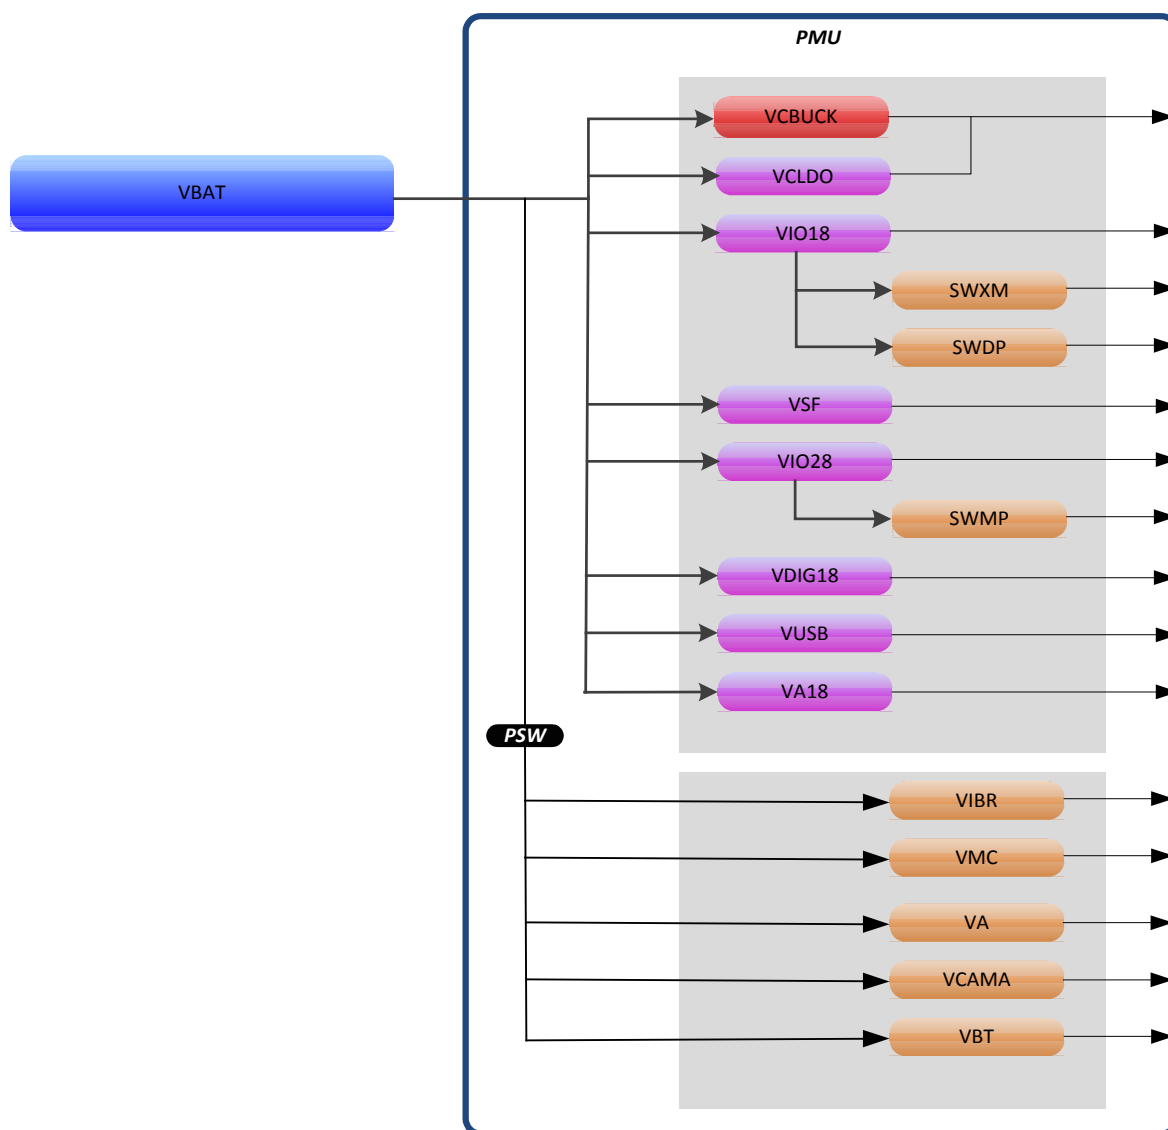 PMU
VBAT
VCBUCK
VCLDO
VIO18
SWXM
SWDP
VSF
VIO28
SWMP
VDIG18
VUSB
VA18
PSW
VIBR
VMC
VA
VCAMA
VBT